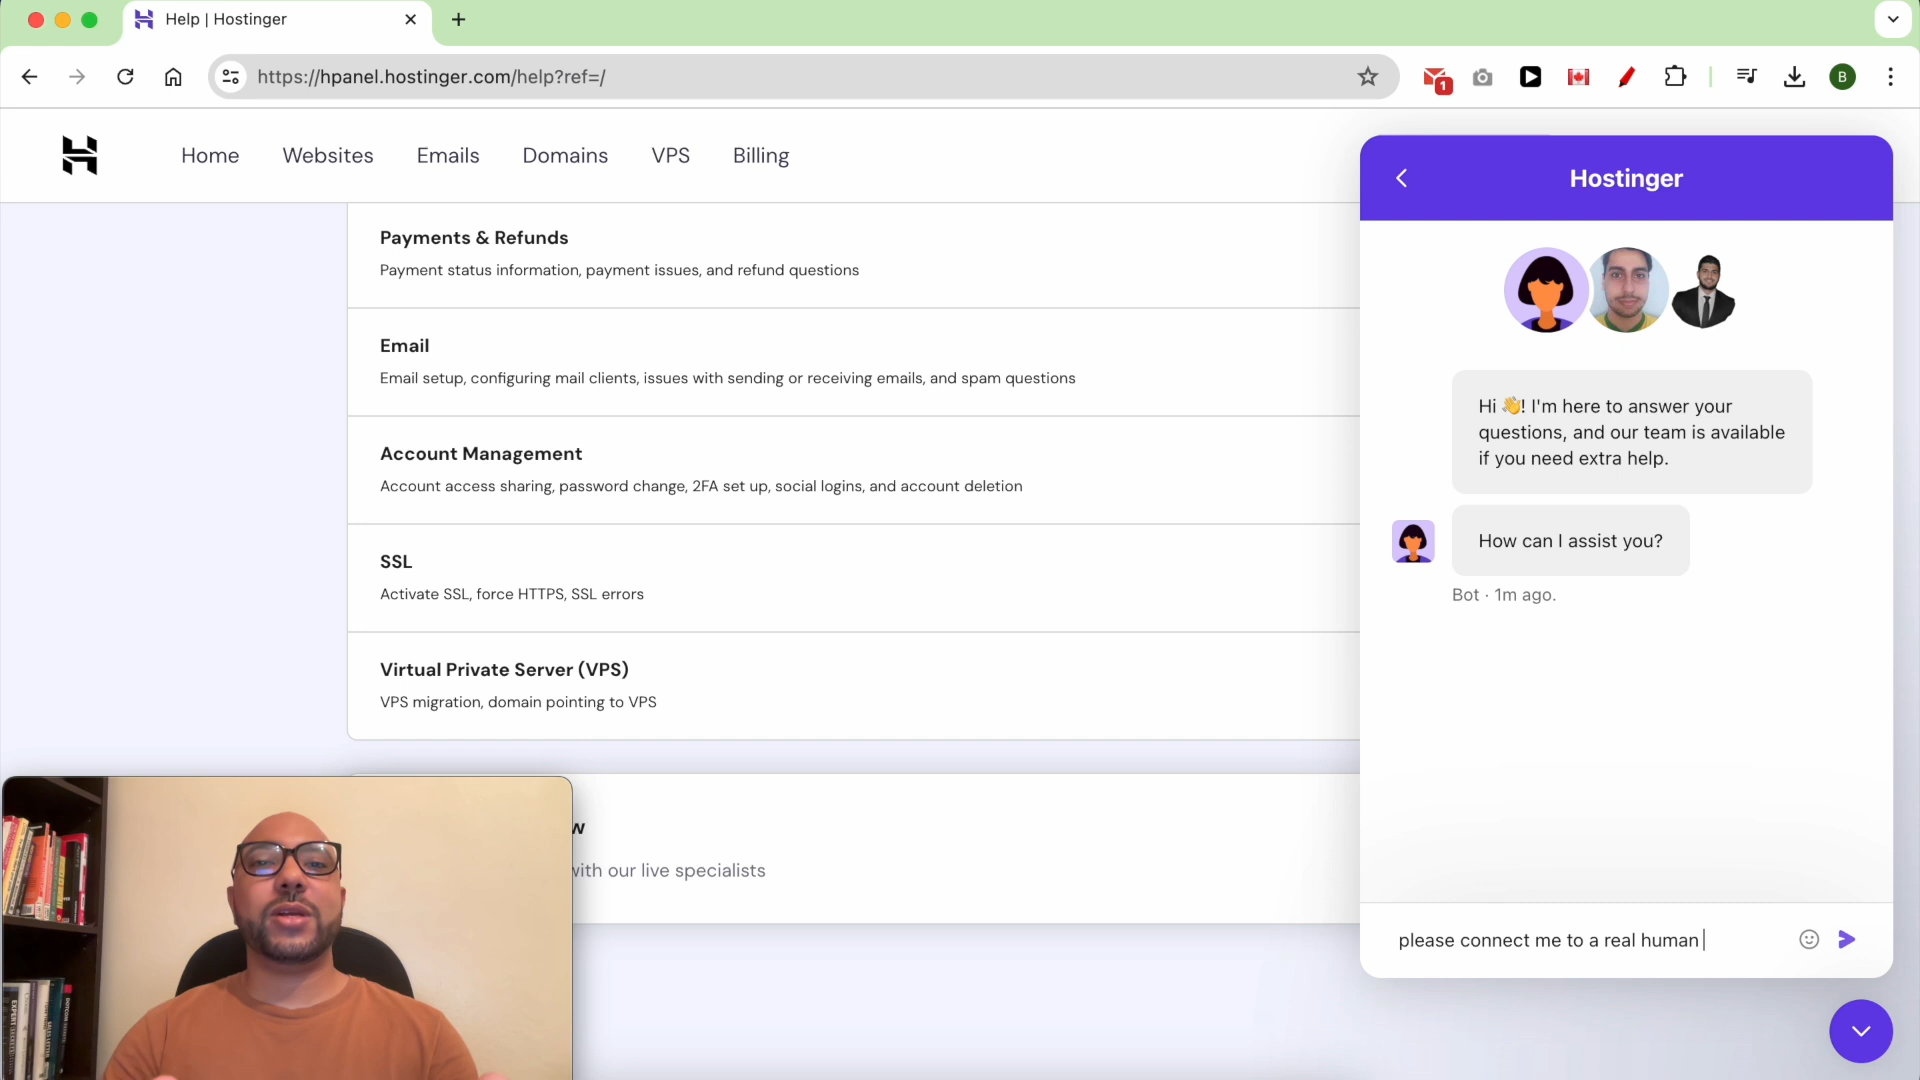 Help | Hostinger
https://hpanel.hostinger.com/help?ref=/
1
B
Home
Websites
Emails
Domains
VPS
Billing
Payments & Refunds
Payment status information, payment issues, and refund questions
Email
Email setup, configuring mail clients, issues with sending or receiving emails, and spam questions
Account Management
Account access sharing, password change, 2FA set up, social logins, and account deletion
SSL
Activate SSL, force HTTPS, SSL errors
Virtual Private Server (VPS)
VPS migration, domain pointing to VPS
w
with our live specialists
Hostinger
Hi 👋! I'm here to answer your
questions, and our team is available
if you need extra help.
How can I assist you?
Bot · 1m ago.
please connect me to a real human